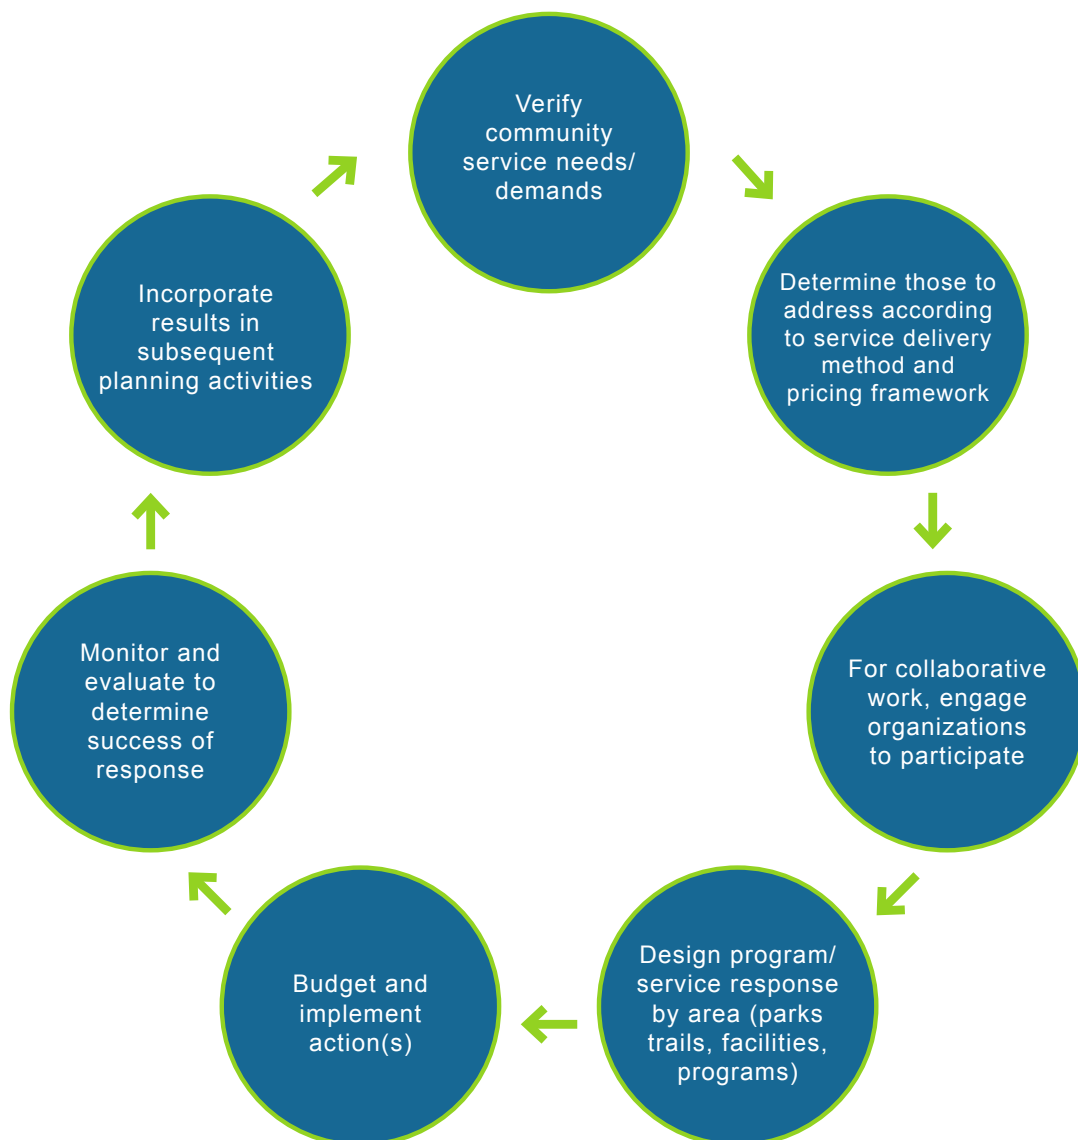 Verify
community
service needs/
demands
Determine those to
address according
to service delivery
method and
pricing framework
For collaborative
work, engage
organizations
to participate
Design program/
service response
by area (parks
trails, facilities,
programs)
Budget and
implement
action(s)
Monitor and
evaluate to
determine
success of
response
Incorporate
results in
subsequent
planning activities